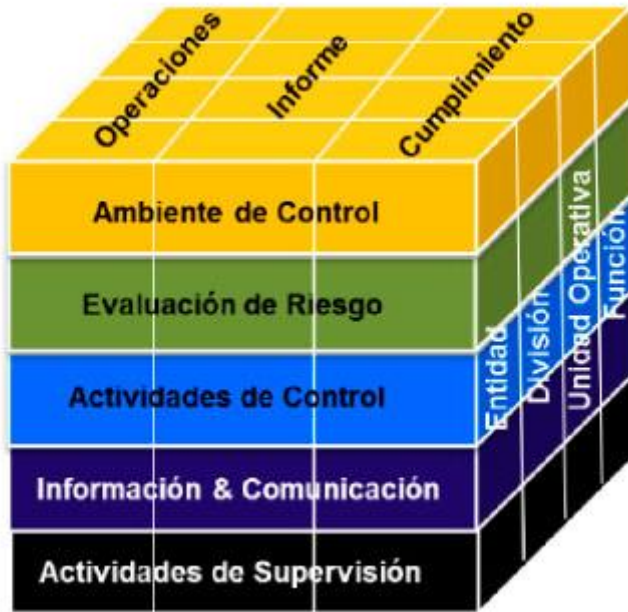 Operaciones
Informe
Cumplimiento
Ambiente de Control
Evaluación de Riesgo
Actividades de Control
Información & Comunicación
Actividades de Supervisión
Entidad
División
Unidad Operativa
Función